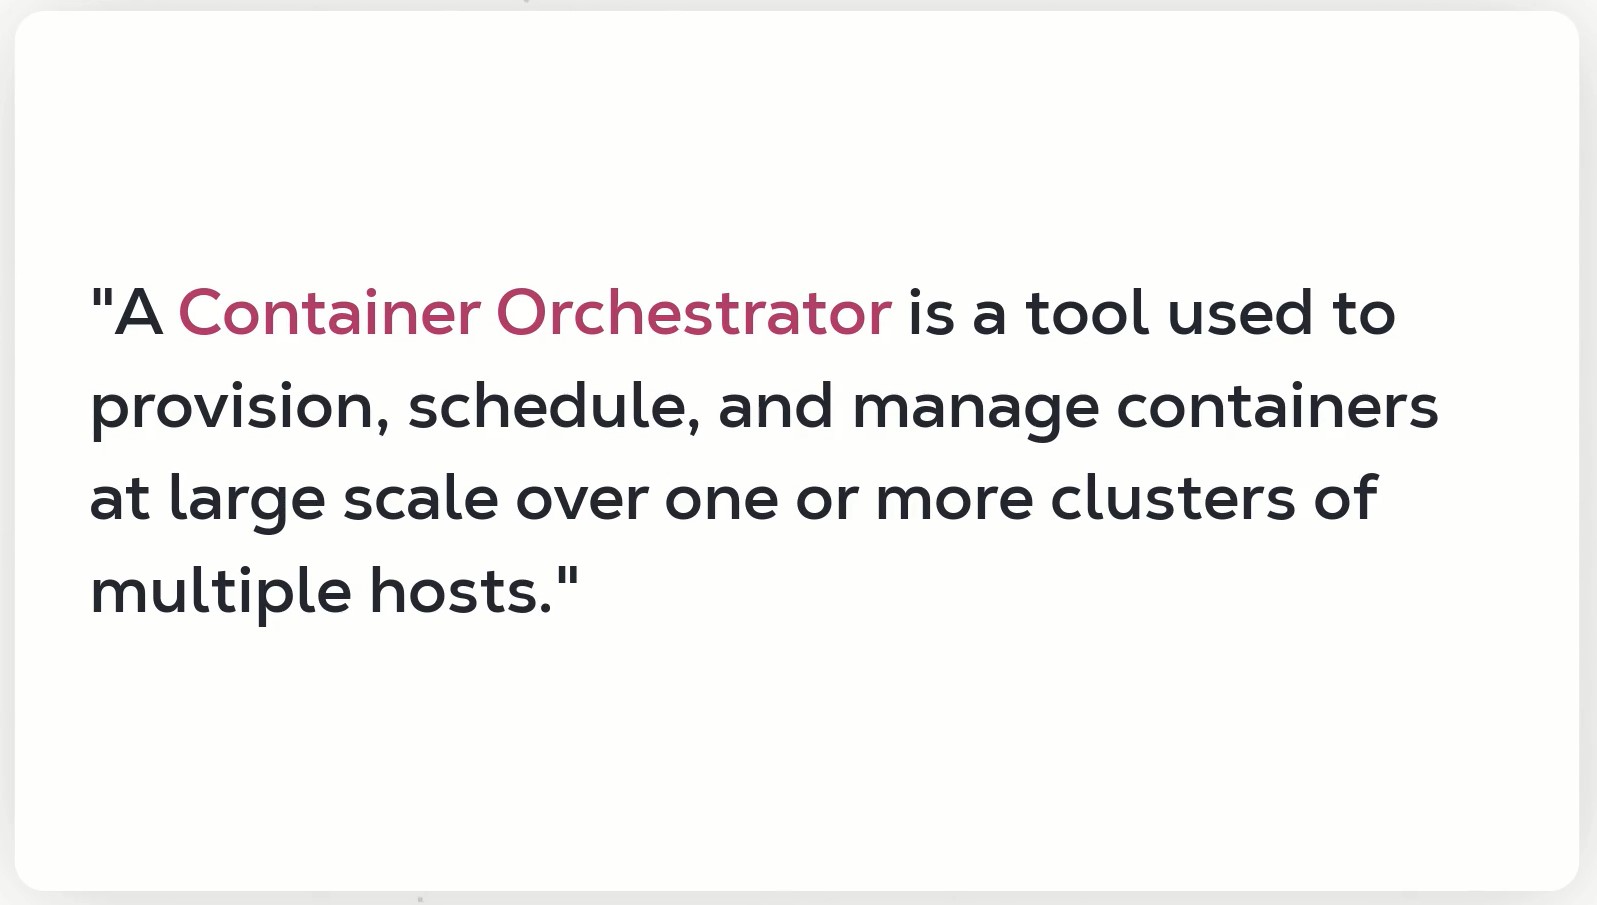 "A Container Orchestrator is a tool used to
provision, schedule, and manage containers
at large scale over one or more clusters of
multiple hosts."